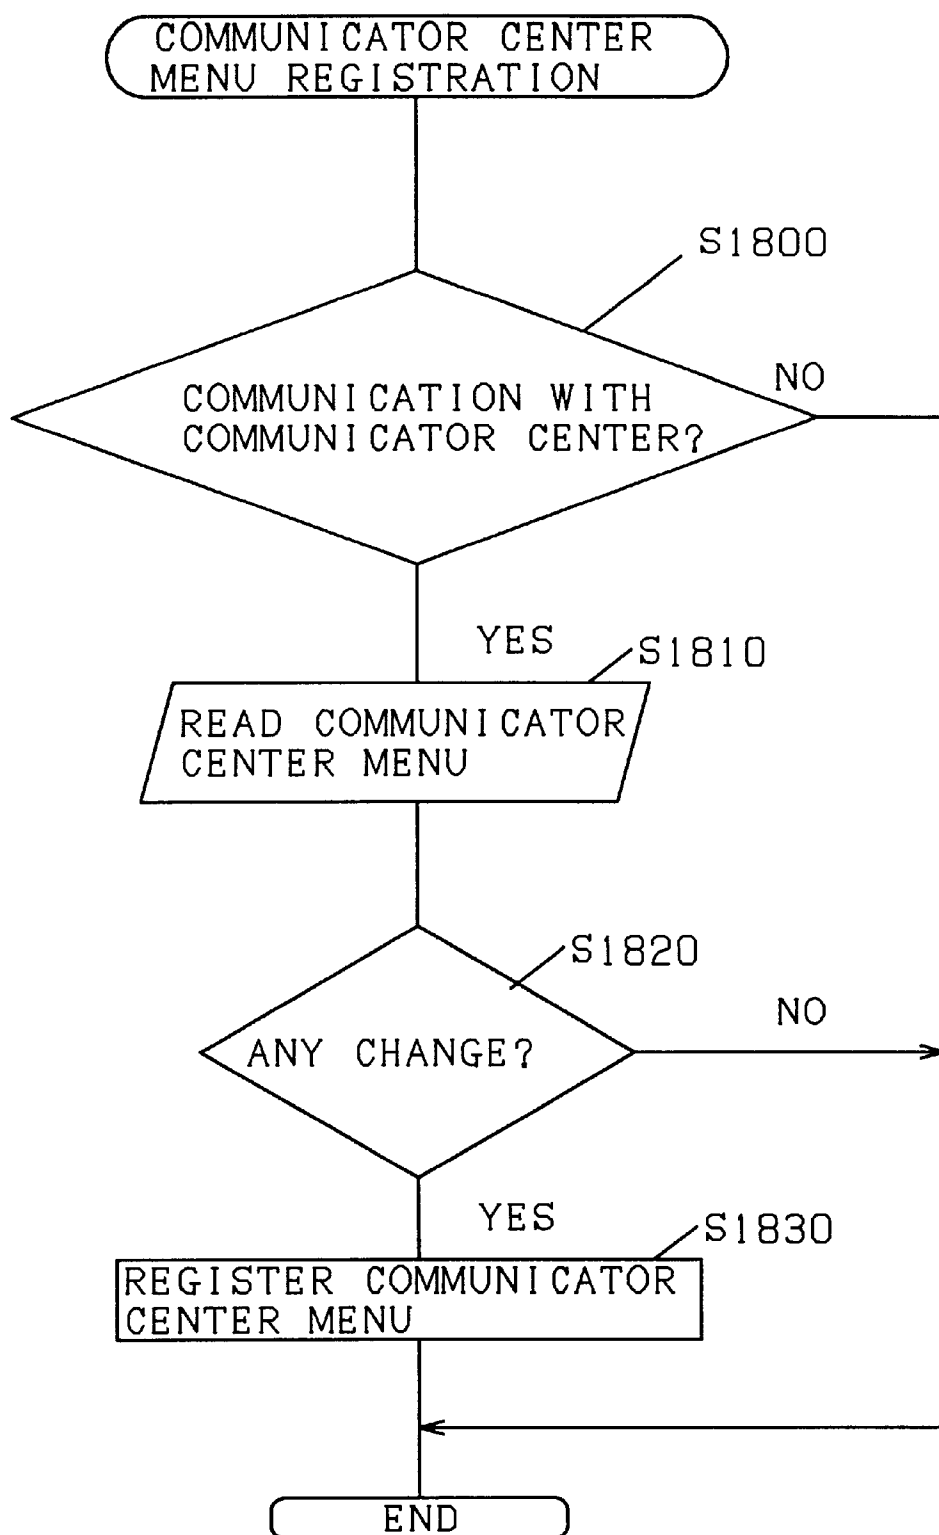 COMMUNICATOR CENTER
MENU REGISTRATION
S1800
NO
COMMUNICATION WITH
COMMUNICATOR CENTER?
YES
S1810
READ COMMUNICATOR
CENTER MENU
S1820
NO
ANY CHANGE?
YES
S1830
REGISTER COMMUNICATOR
CENTER MENU
END